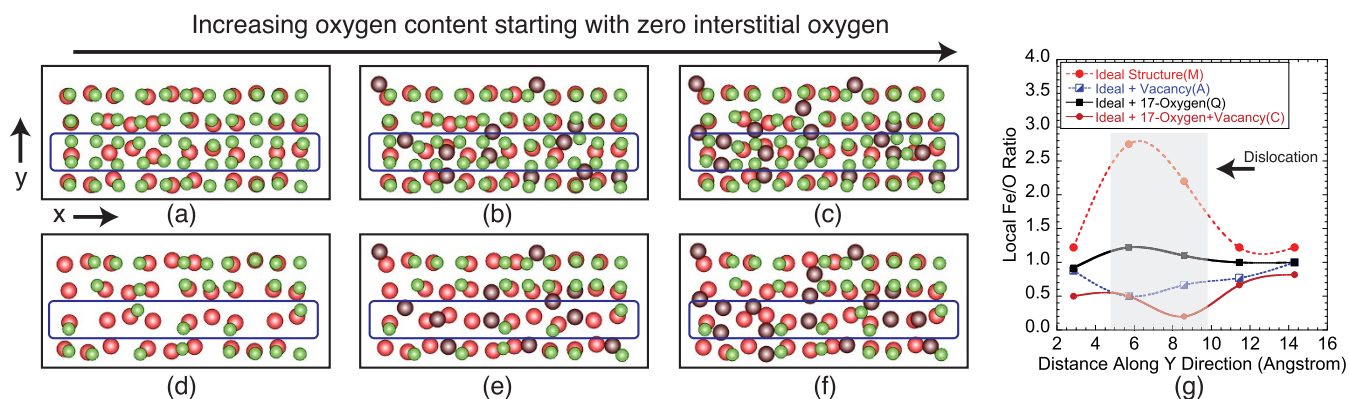 Increasing oxygen content starting with zero interstitial oxygen
y
x
(a)
(b)
(c)
(d)
(e)
(f)
Local Fe/O Ratio
4.0
3.5
3.0
2.5
2.0
1.5
1.0
0.5
0.0
Ideal Structure(M)
Ideal + Vacancy(A)
Ideal + 17-Oxygen(Q)
Ideal + 17-Oxygen+Vacancy(C)
Dislocation
2 4 6 8 10 12 14 16
Distance Along Y Direction (Angstrom)
(g)